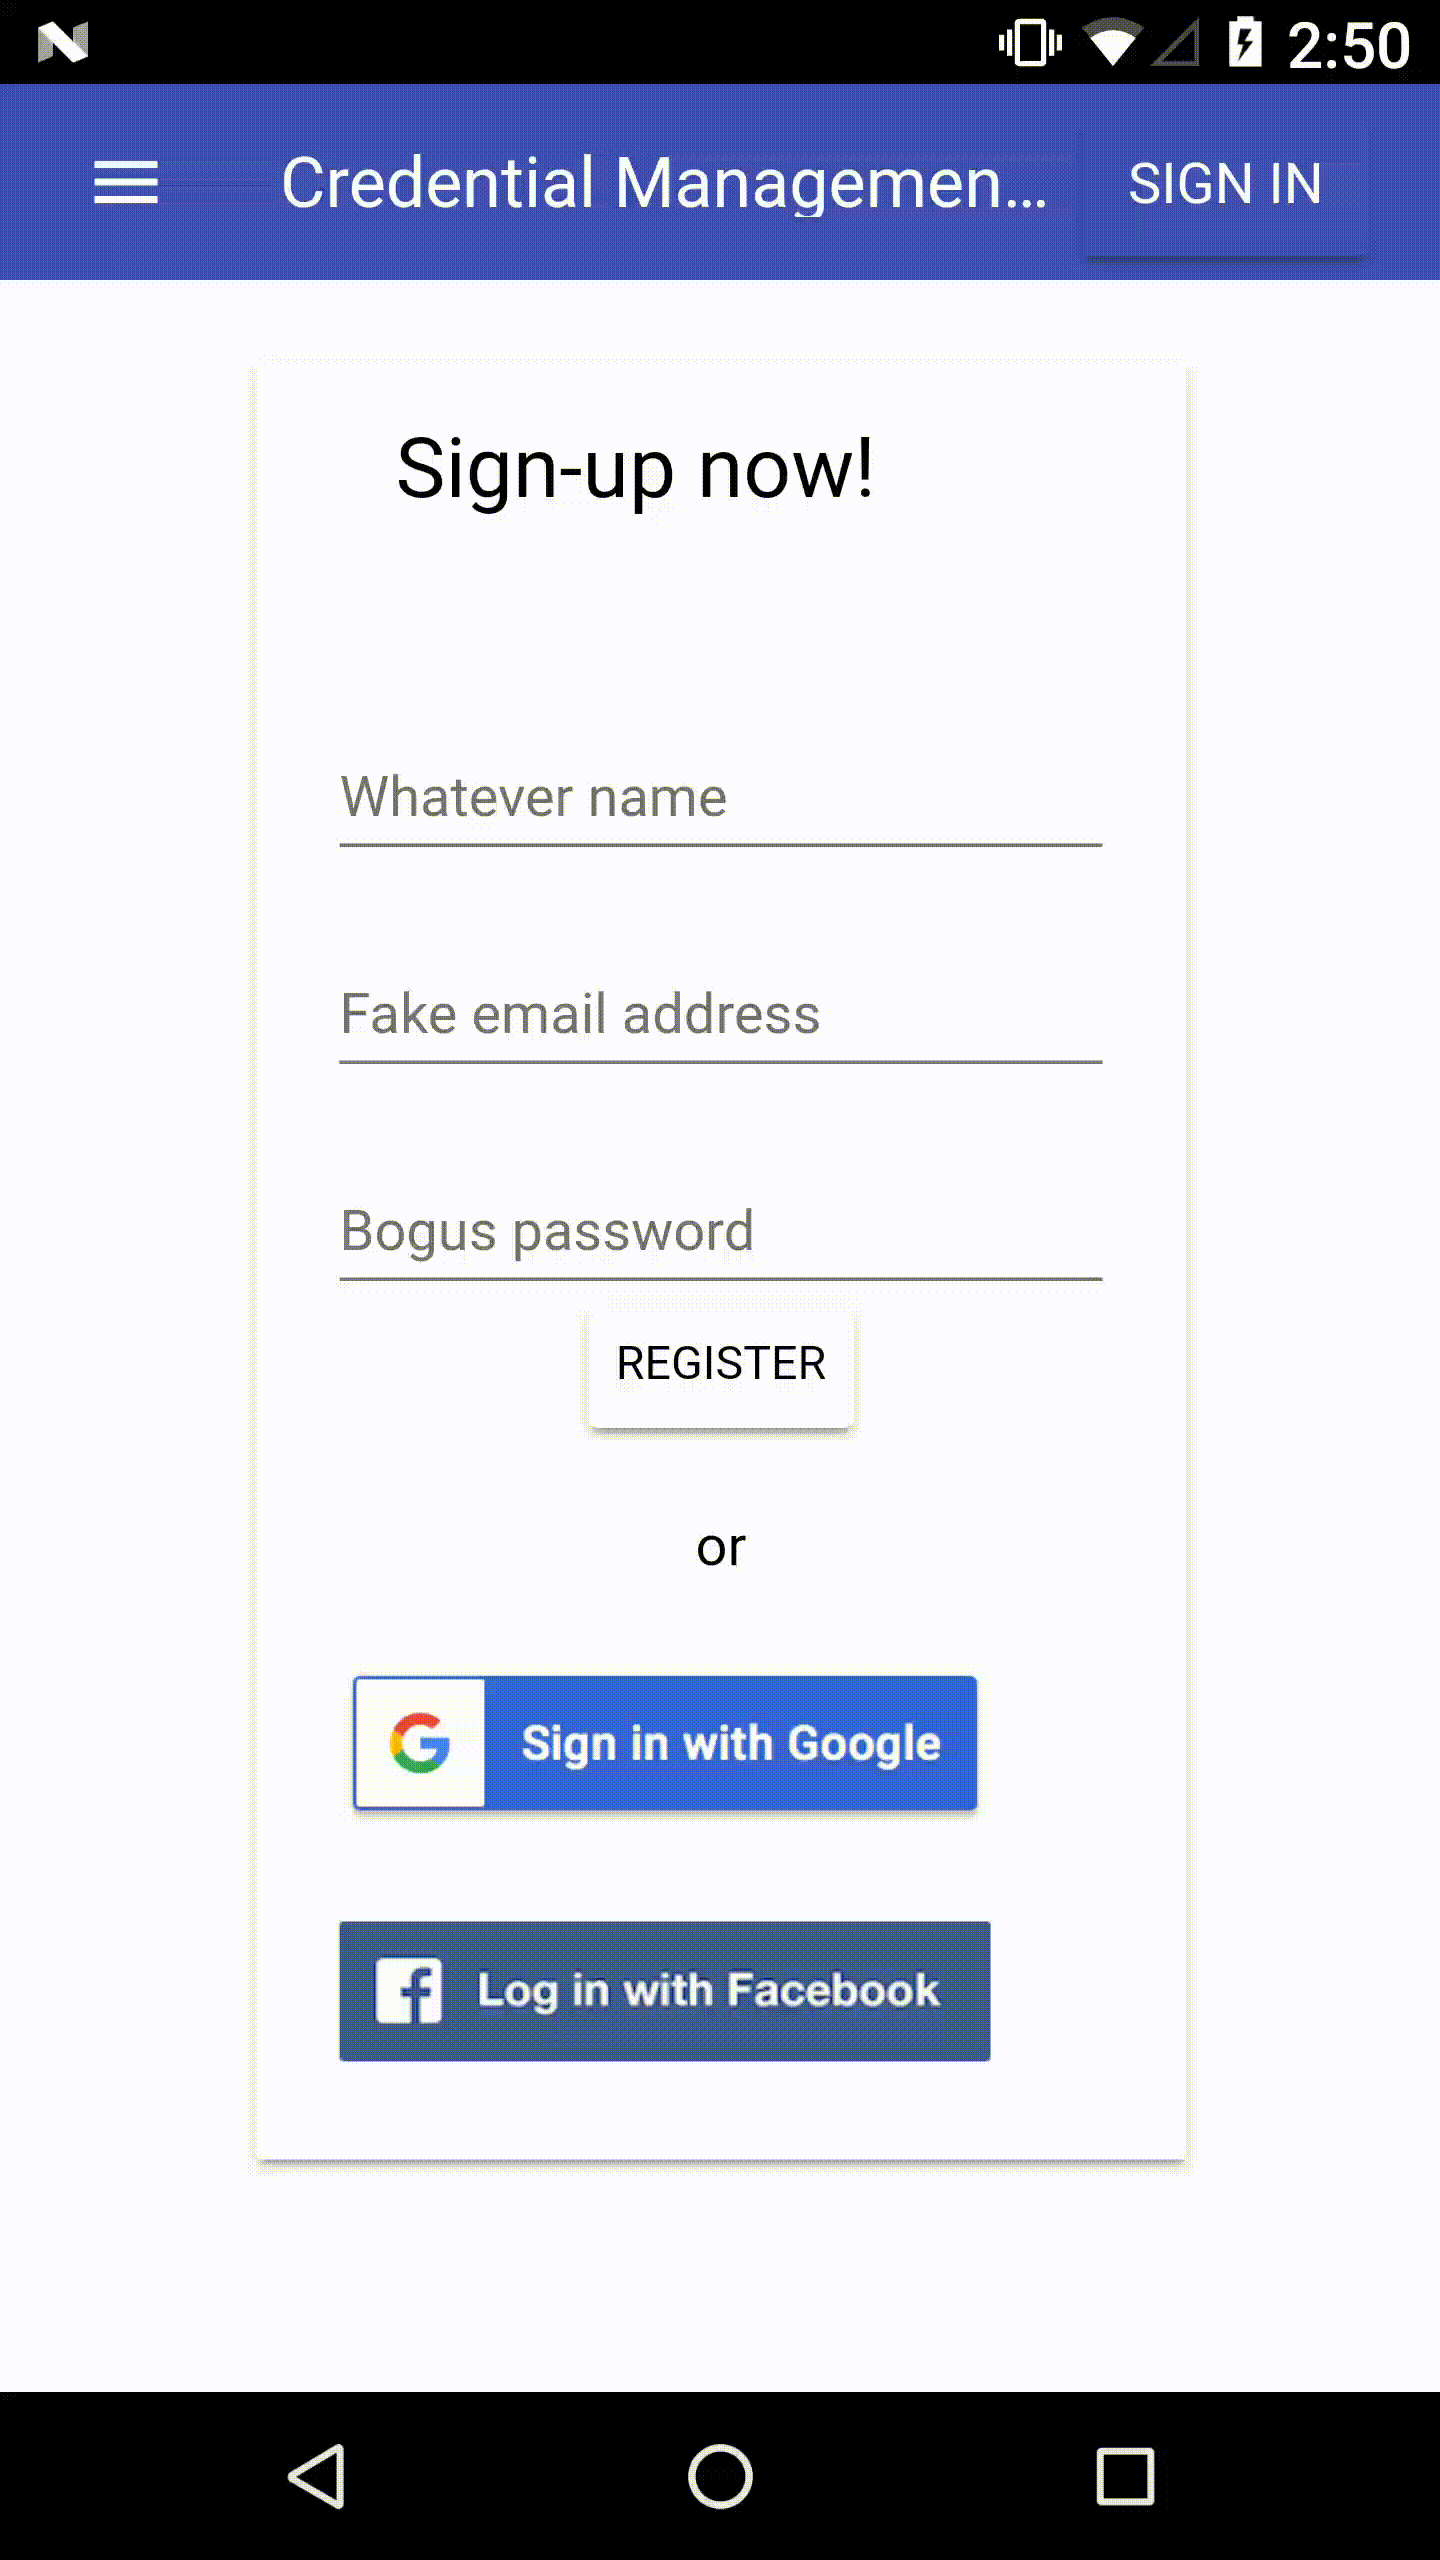 2:50
Credential Managemen...
SIGN IN
Sign-up now!
Whatever name
Fake email address
Bogus password
REGISTER
or
Sign in with Google
Log in with Facebook